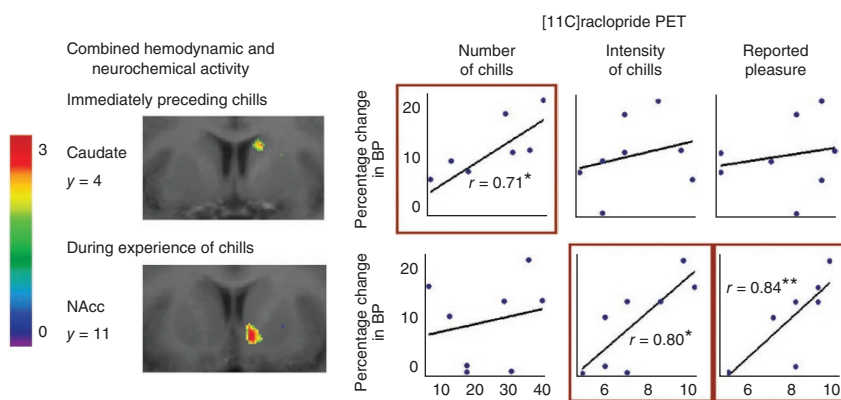 [11C]raclopride PET
Combined hemodynamic and
neurochemical activity
Number
of chills
Intensity
of chills
Reported
pleasure
Immediately preceding chills
3
0
Caudate
y = 4
Percentage change
in BP
20
10
0
r = 0.71*
During experience of chills
NAcc
y = 11
Percentage change
in BP
20
10
0
r = 0.80*
r = 0.84**
10 20 30 40
6 8 10
6 8 10